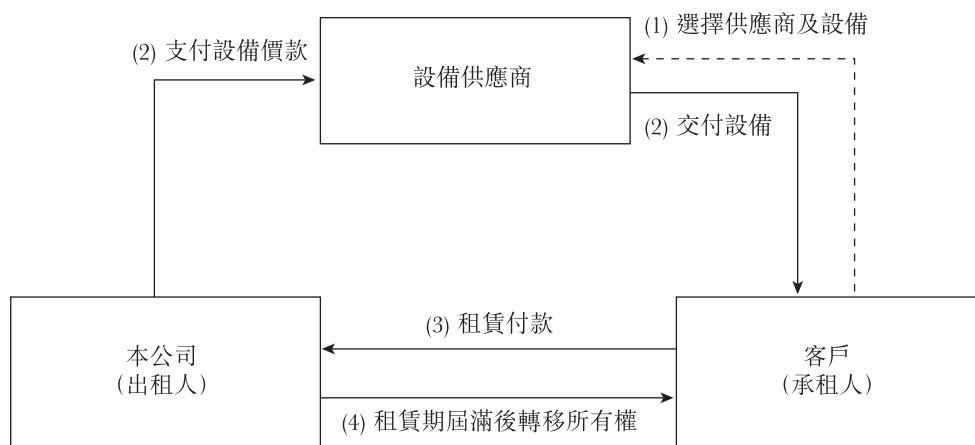 (1) 選擇供應商及設備
(2) 支付設備價款
設備供應商
(2) 交付設備
(3) 租賃付款
本公司
(出租人)
客戶
(承租人)
(4) 租賃期屆滿後轉移所有權